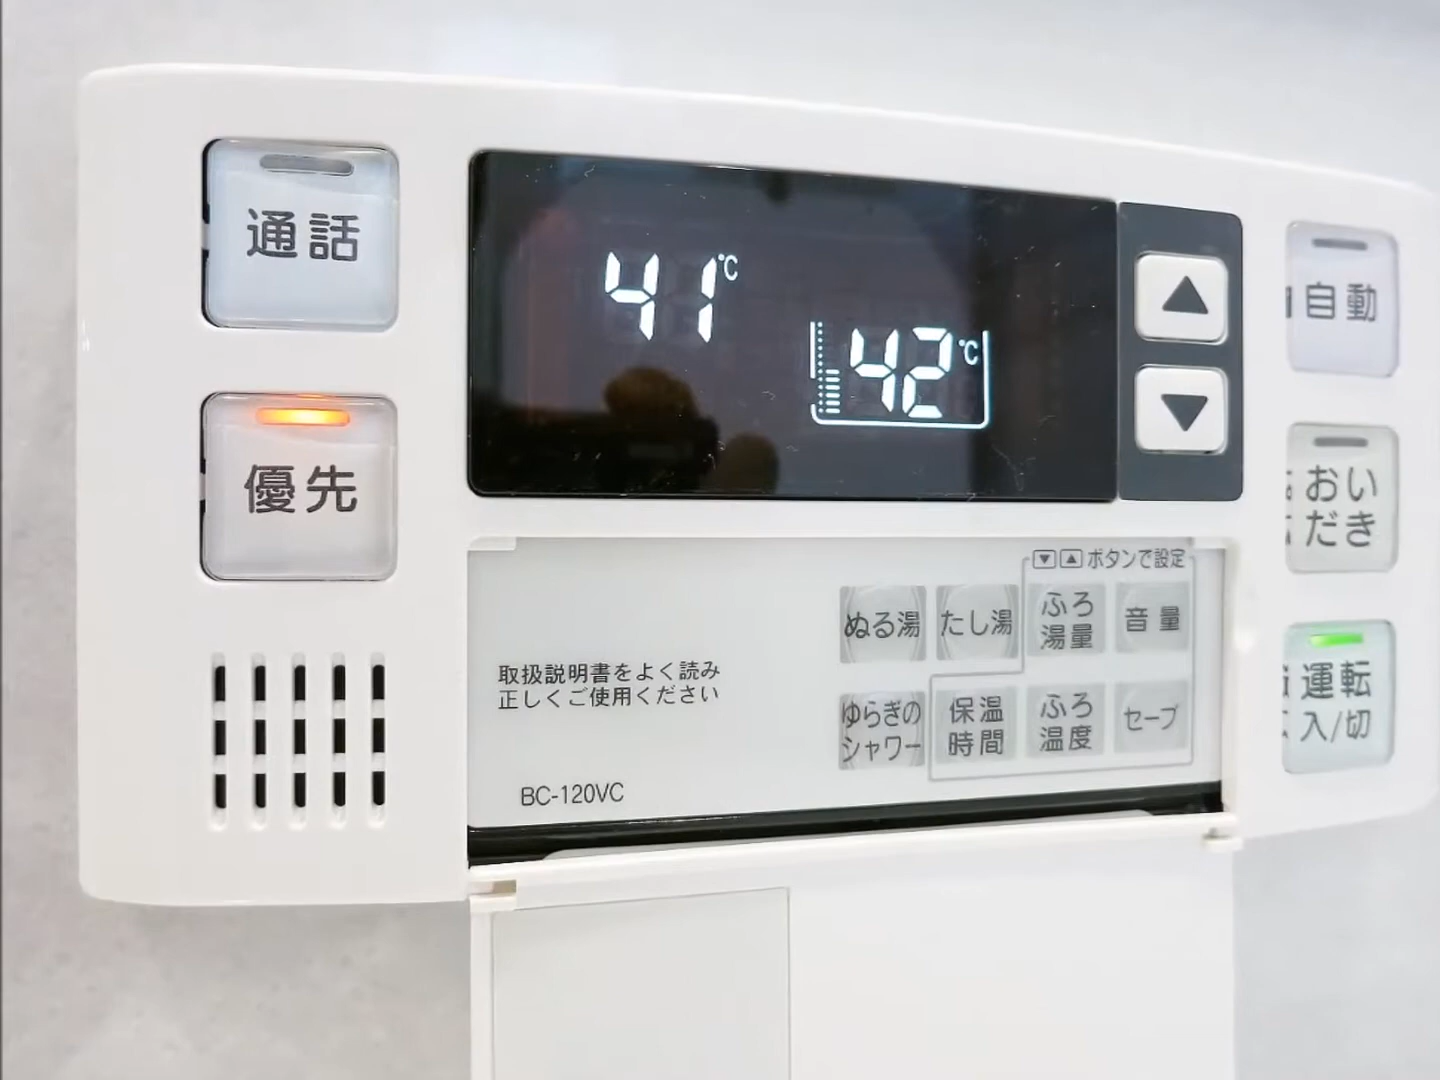 通話
優先
41℃
42℃
▲
▼
自動
おい
だき
運転
入/切
▼▲ボタンで設定
ぬる湯
たし湯
ふろ
湯量
音量
ゆらぎの
シャワー
保温
時間
ふろ
温度
セーブ
取扱説明書をよく読み
正しくご使用ください
BC-120VC